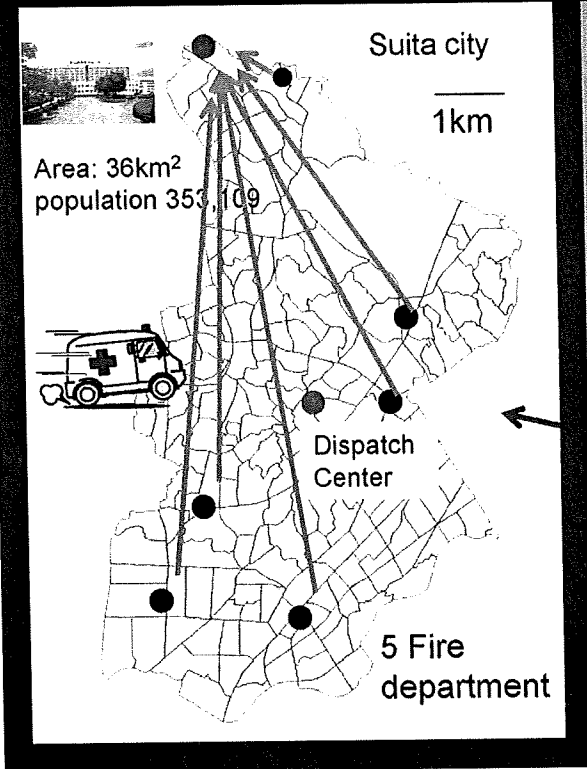 Suita city
1km
Area: 36km²
population 353,109
Dispatch
Center
5 Fire
department